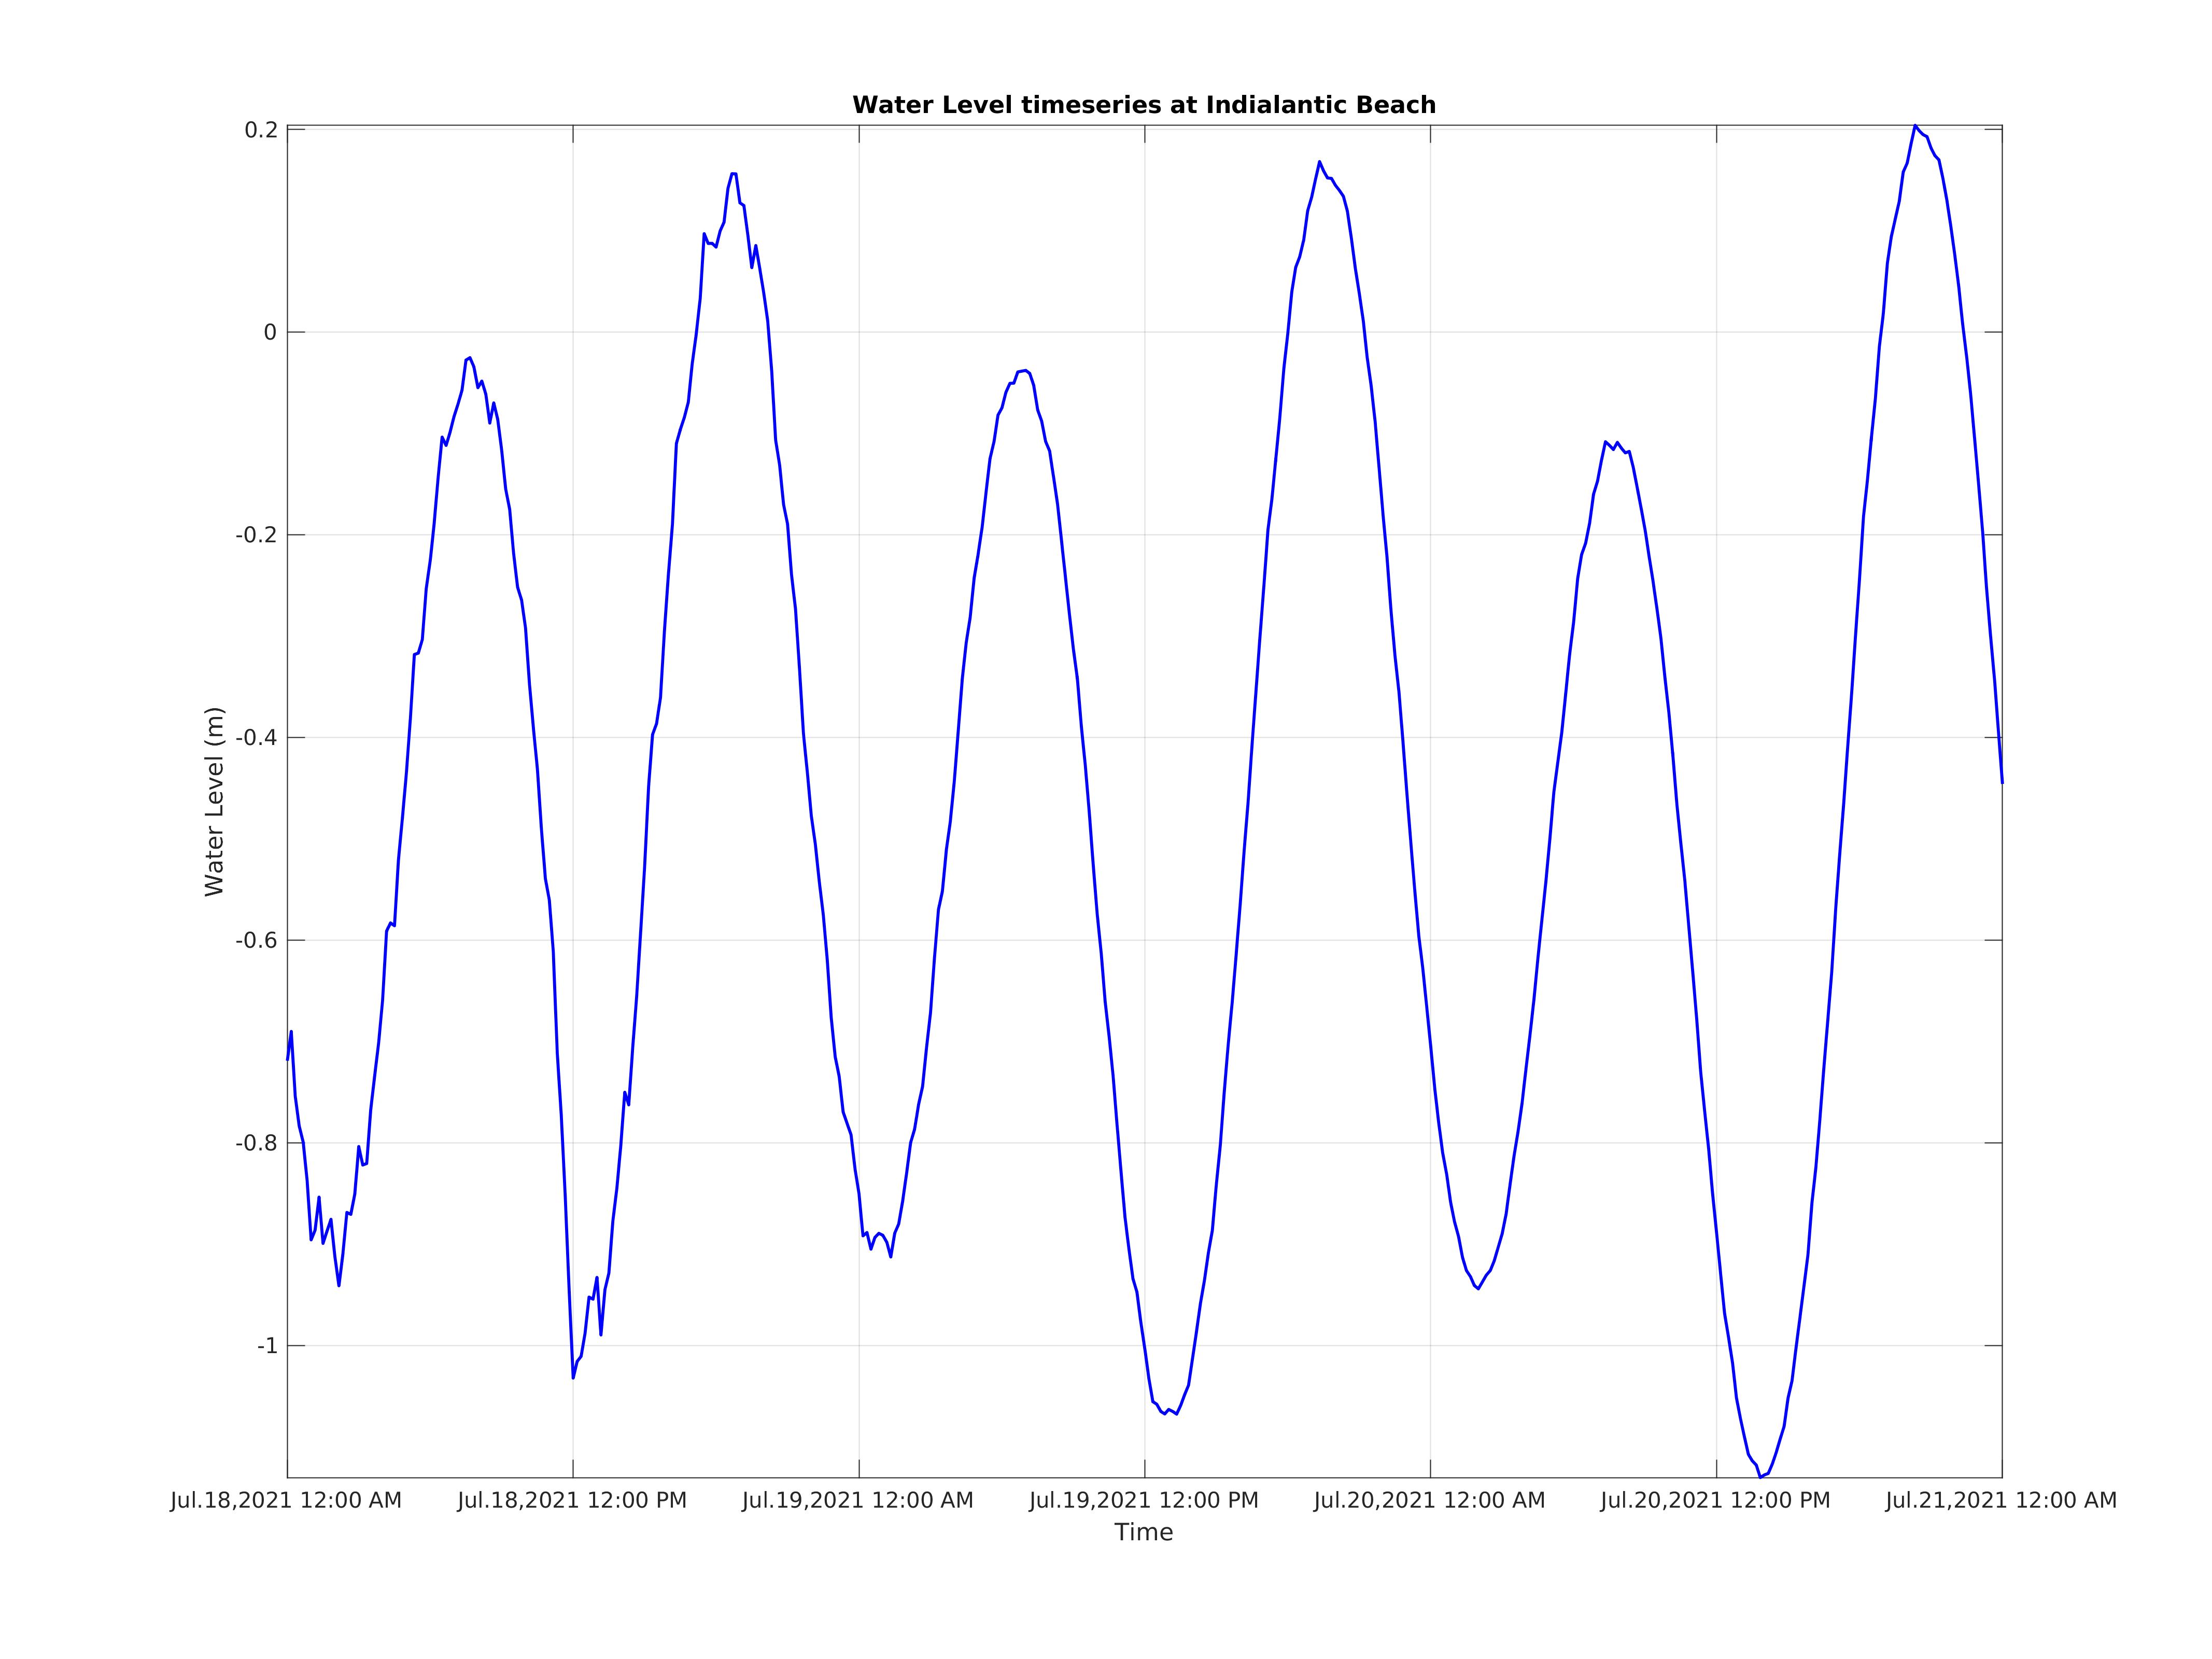 Water Level timeseries at Indialantic Beach
0.2
0
-0.2
-0.4
-0.6
-0.8
-1
Water Level (m)
Jul.18,2021 12:00 AM
Jul.18,2021 12:00 PM
Jul.19,2021 12:00 AM
Jul.19,2021 12:00 PM
Jul.20,2021 12:00 AM
Jul.20,2021 12:00 PM
Jul.21,2021 12:00 AM
Time